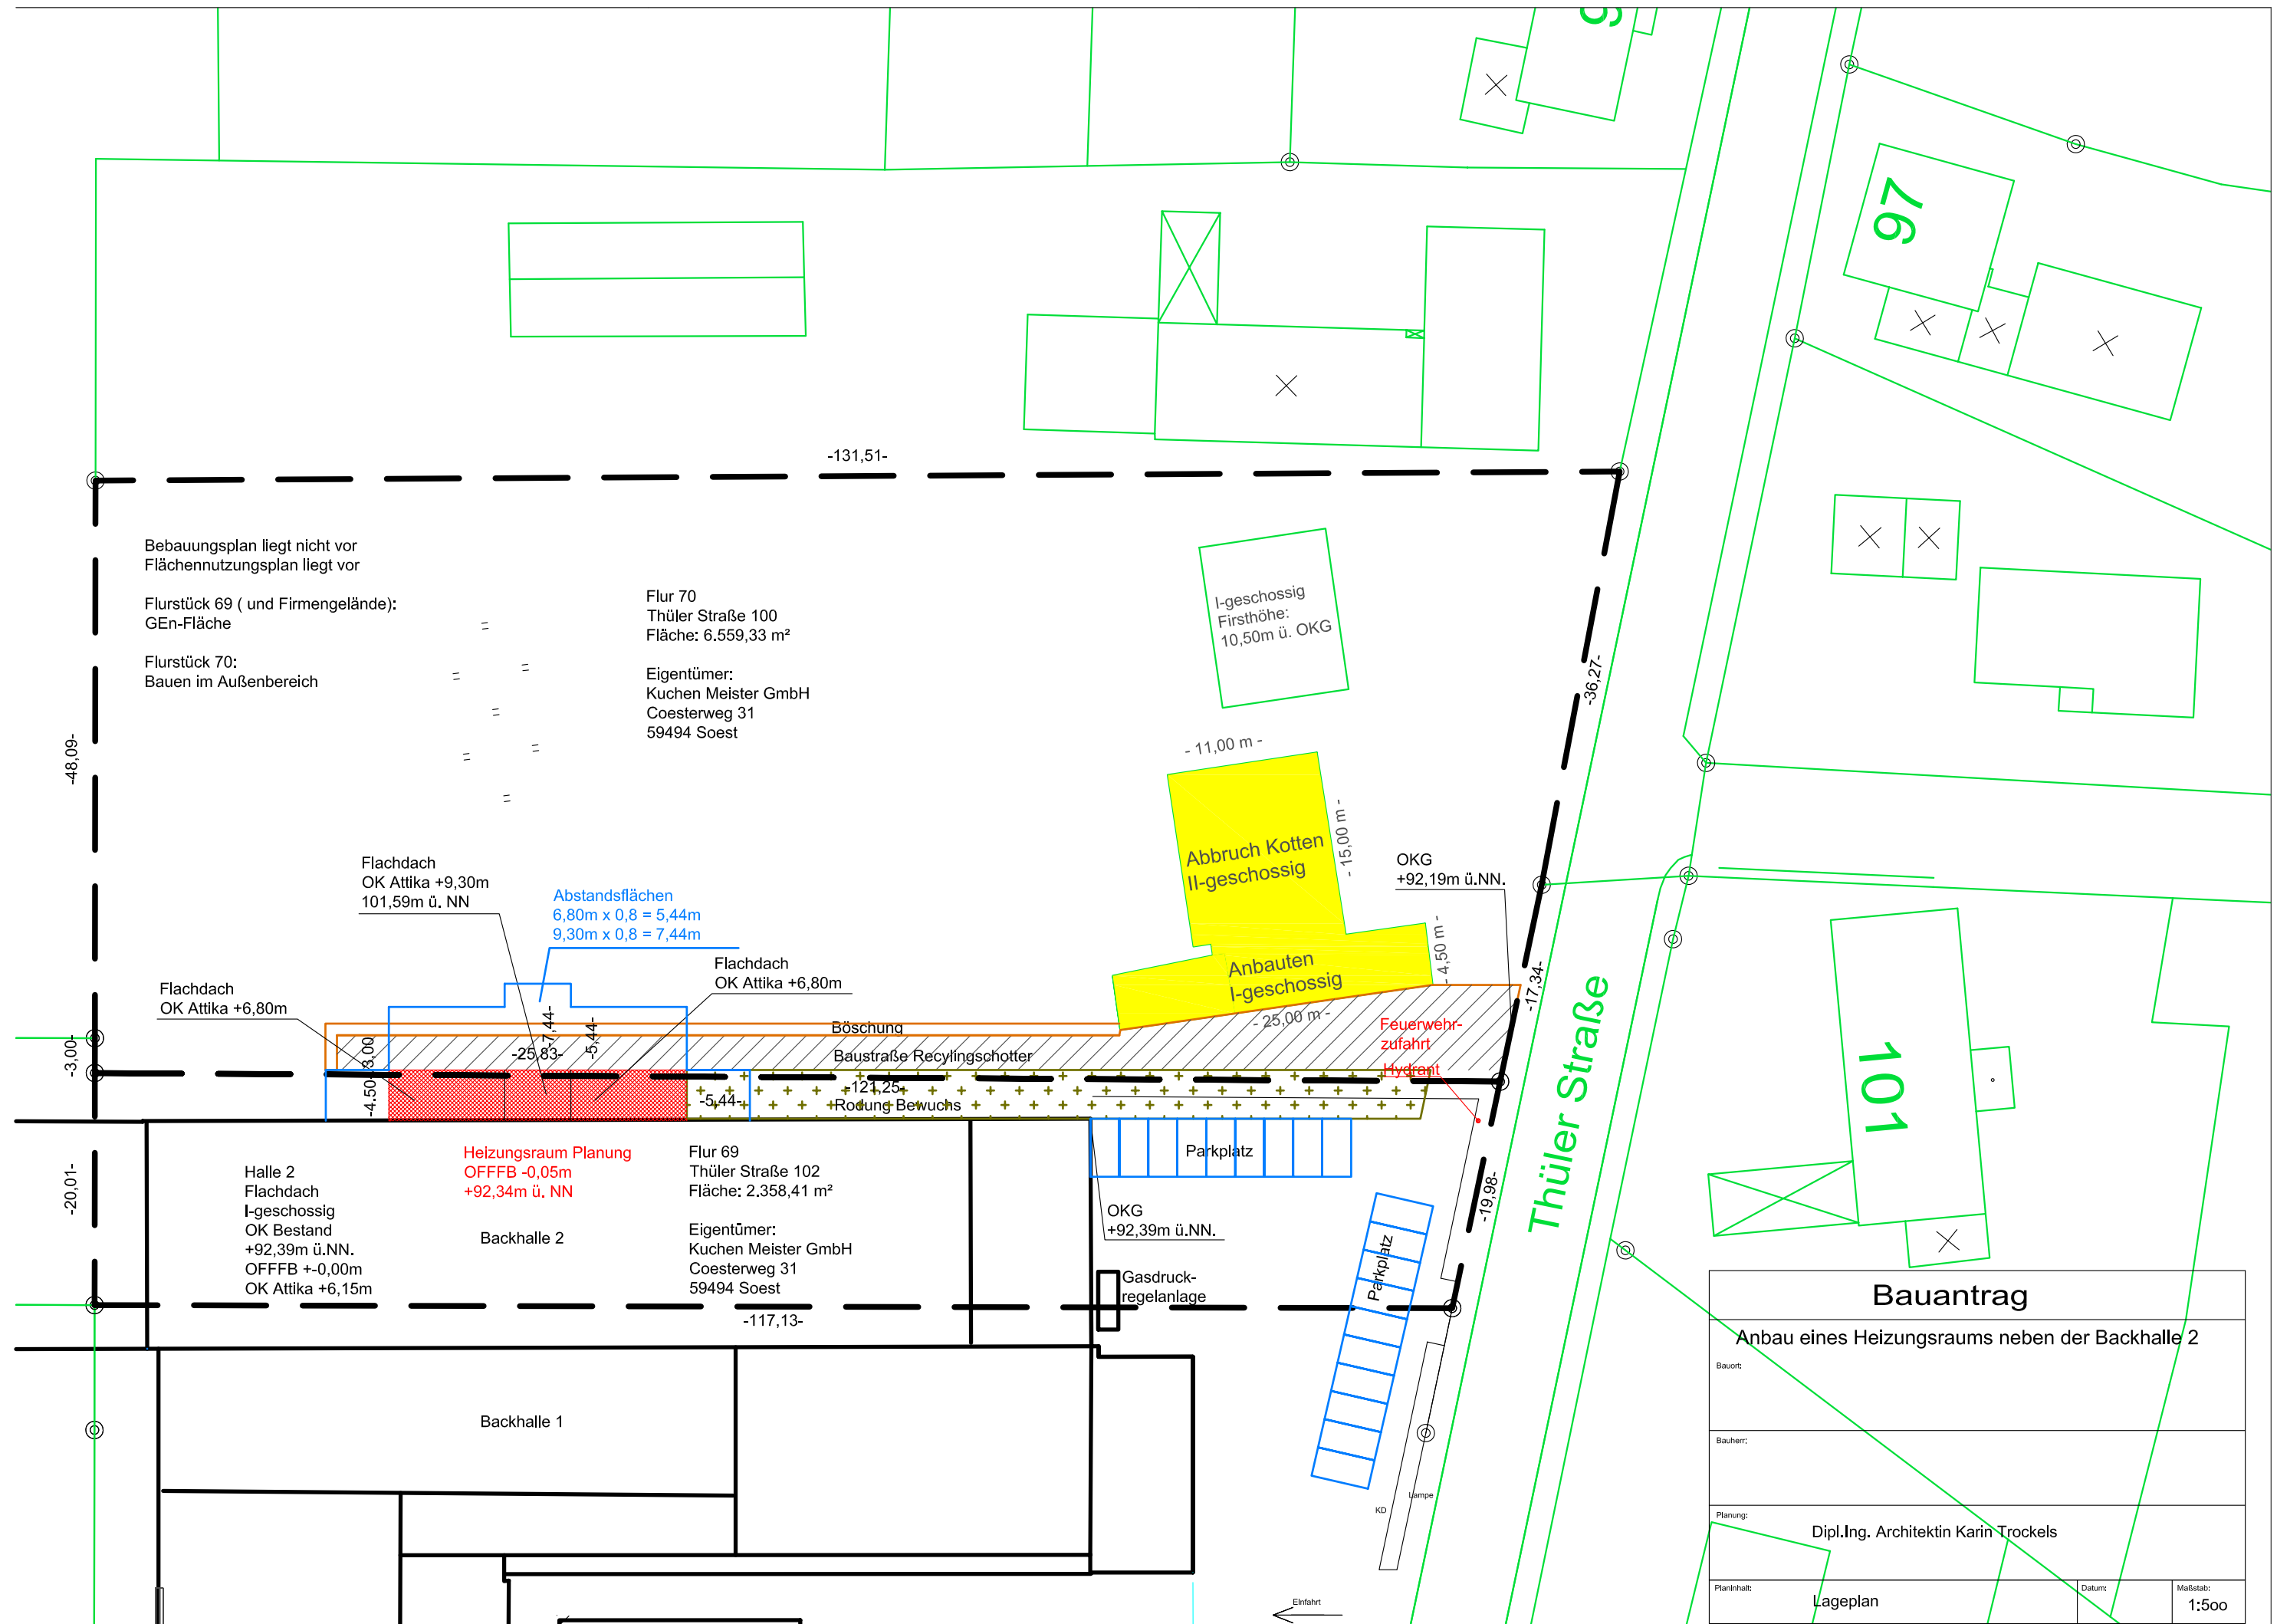 97
-131,51-
Bebauungsplan liegt nicht vor
Flächennutzungsplan liegt vor
Flurstück 69 ( und Firmengelände):
GEn-Fläche
Flurstück 70:
Bauen im Außenbereich
Flur 70
Thüler Straße 100
Fläche: 6.559,33 m²
Eigentümer:
Kuchen Meister GmbH
Coesterweg 31
59494 Soest
I-geschossig
Firsthöhe:
10,50m ü. OKG
-36,27-
-48,09-
- 11,00 m -
- 15,00 m -
Abbruch Kotten
II-geschossig
OKG
+92,19m ü.NN.
Flachdach
OK Attika +9,30m
101,59m ü. NN
Abstandsflächen
6,80m x 0,8 = 5,44m
9,30m x 0,8 = 7,44m
Flachdach
OK Attika +6,80m
Flachdach
OK Attika +6,80m
Anbauten
I-geschossig
- 4,50 m -
- 25,00 m -
-17,34-
Thüler Straße
101
-3,00-
-4.50-
3,00
-25,83-
-7,44-
-5,44-
Böschung
Baustraße Recylingschotter
Feuerwehr-
zufahrt
Hydrant
-121,25-
-5,44-
Rodung Bewuchs
-20,01-
Halle 2
Flachdach
I-geschossig
OK Bestand
+92,39m ü.NN.
OFFFB +-0,00m
OK Attika +6,15m
Heizungsraum Planung
OFFFB -0,05m
+92,34m ü. NN
Backhalle 2
Flur 69
Thüler Straße 102
Fläche: 2.358,41 m²
Eigentümer:
Kuchen Meister GmbH
Coesterweg 31
59494 Soest
Parkplatz
OKG
+92,39m ü.NN.
-19,98-
Parkplatz
Gasdruck-
regelanlage
-117,13-
Backhalle 1
KD
Lampe
Einfahrt
Bauantrag
Anbau eines Heizungsraums neben der Backhalle 2
Bauort:
Bauherr:
Planung:
Dipl.Ing. Architektin Karin Trockels
Planinhalt:
Lageplan
Datum:
Maßstab:
1:5oo